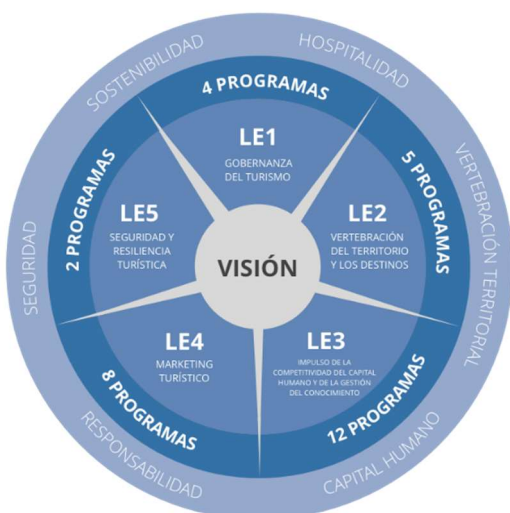 SOSTENIBILIDAD
HOSPITALIDAD
VERTEBRACIÓN TERRITORIAL
CAPITAL HUMANO
RESPONSABILIDAD
SEGURIDAD
4 PROGRAMAS
5 PROGRAMAS
12 PROGRAMAS
8 PROGRAMAS
2 PROGRAMAS
LE1
GOBERNANZA
DEL TURISMO
LE2
VERTEBRACIÓN
DEL TERRITORIO
Y LOS DESTINOS
LE3
IMPULSO DE LA
COMPETITIVIDAD DEL CAPITAL
HUMANO Y DE LA GESTIÓN
DEL CONOCIMIENTO
LE4
MARKETING
TURÍSTICO
LE5
SEGURIDAD Y
RESILIENCIA
TURÍSTICA
VISIÓN